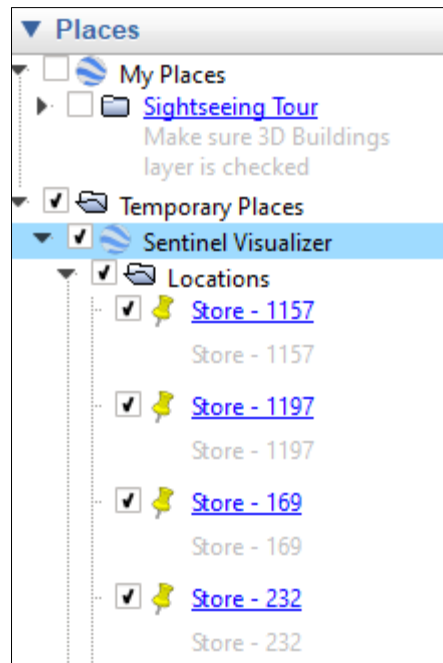 Places
My Places
Sightseeing Tour
Make sure 3D Buildings
layer is checked
Temporary Places
Sentinel Visualizer
Locations
Store - 1157
Store - 1157
Store - 1197
Store - 1197
Store - 169
Store - 169
Store - 232
Store - 232